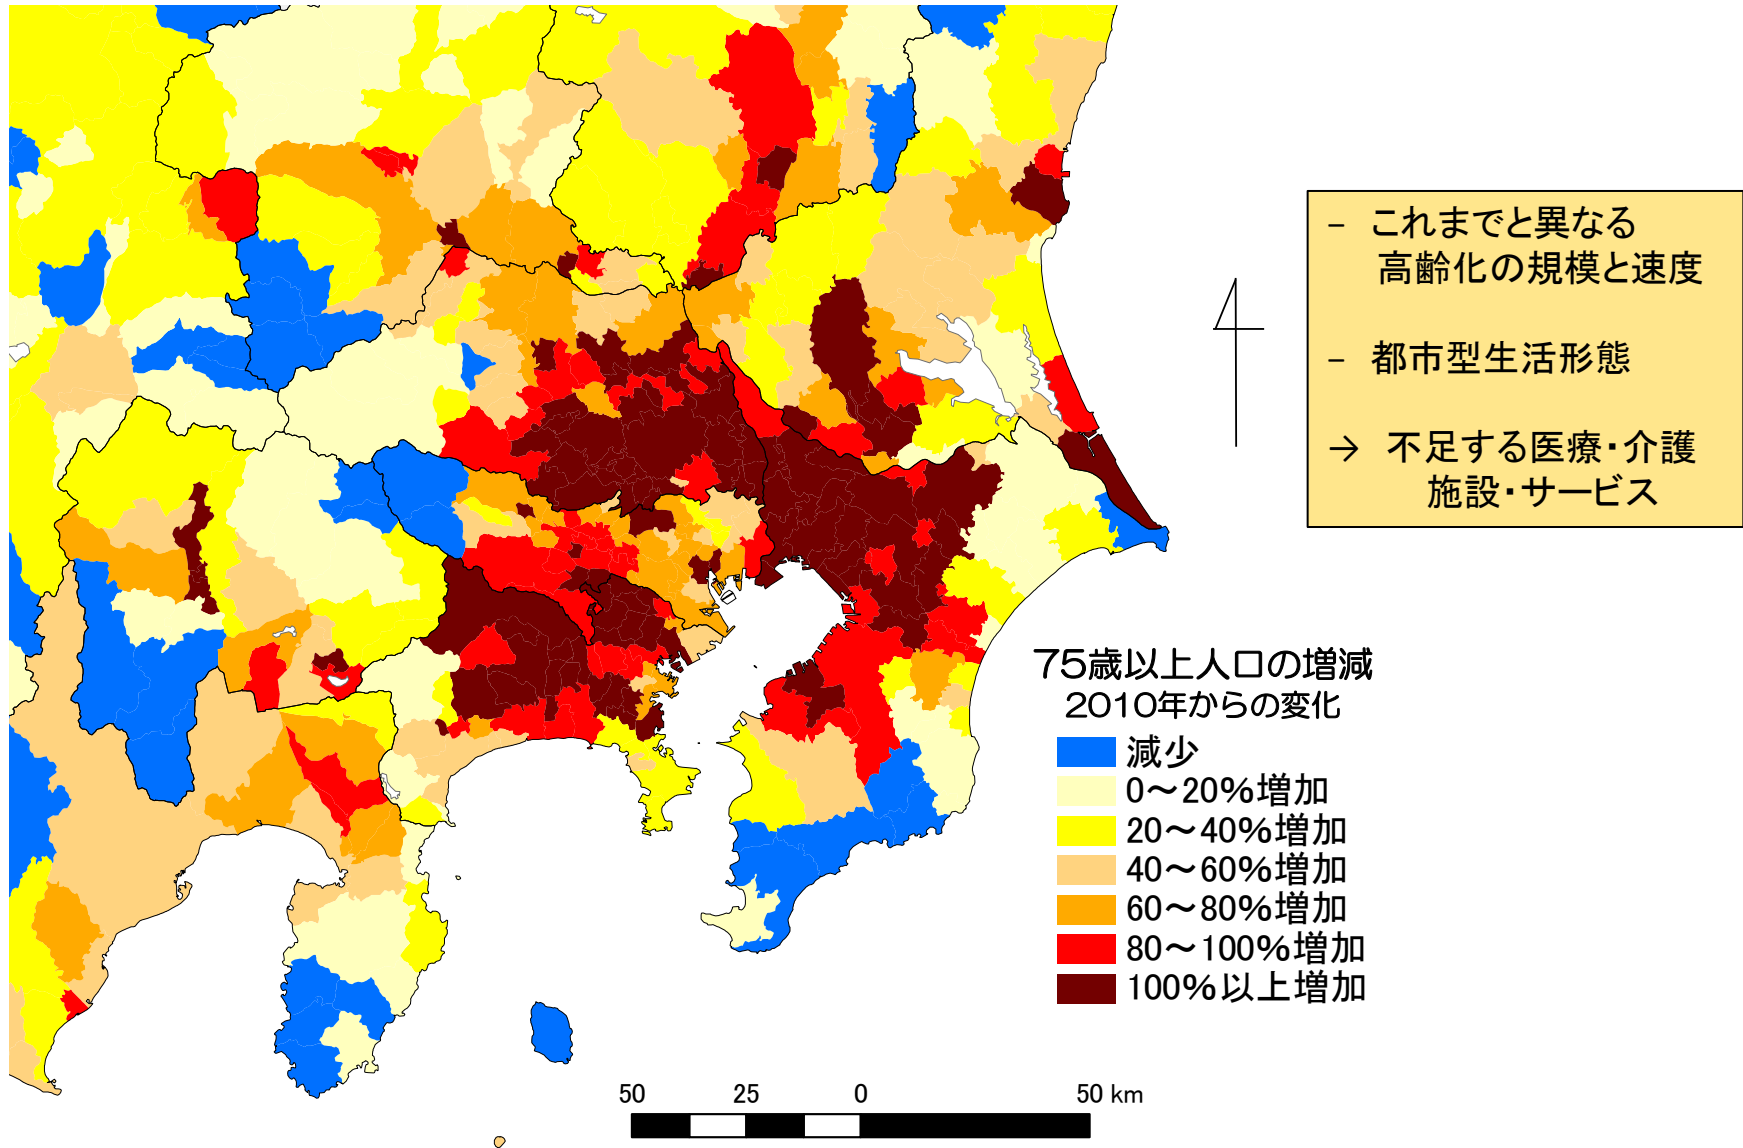 − これまでと異なる
高齢化の規模と速度
− 都市型生活形態
→ 不足する医療・介護
施設・サービス
75歳以上人口の増減
2010年からの変化
減少
0～20%増加
20～40%増加
40～60%増加
60～80%増加
80～100%増加
100%以上増加
50 25 0 50 km